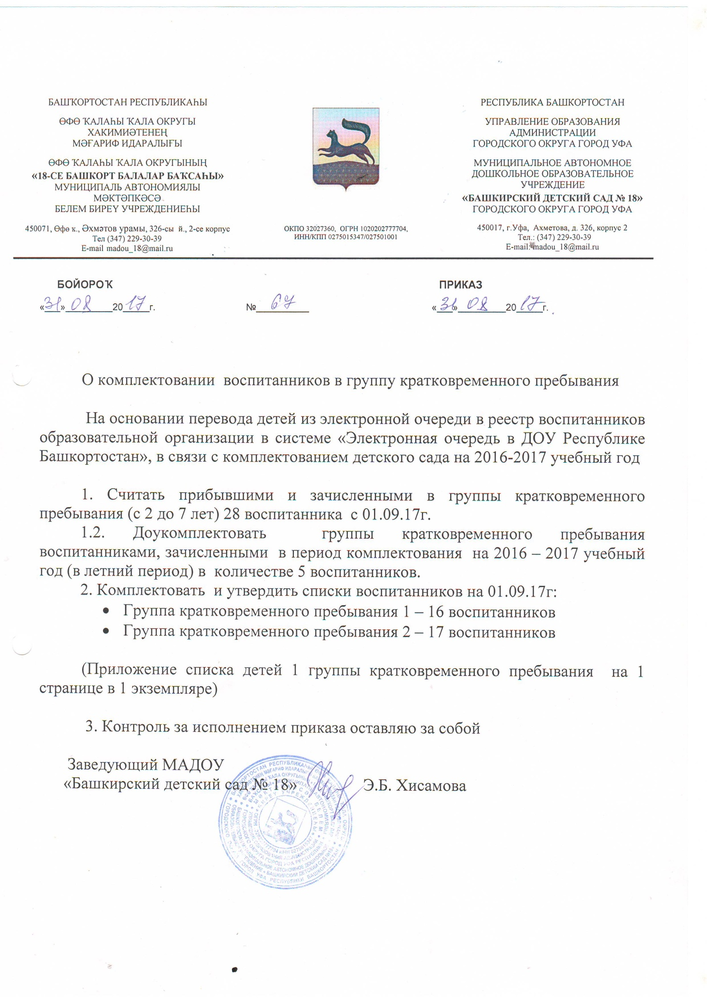 БАШҠОРТОСТАН РЕСПУБЛИКАҺЫ
ӨФӨ ҠАЛАҺЫ ҠАЛА ОКРУГЫ
ХАКИМИӘТЕНЕҢ
МӘҒАРИФ ИДАРАЛЫҒЫ
ӨФӨ ҠАЛАҺЫ ҠАЛА ОКРУГЫНЫҢ
«18-СЕ БАШКОРТ БАЛАЛАР БАҠСАҺЫ»
МУНИЦИПАЛЬ АВТОНОМИЯЛЫ
МӘКТӘПКӘСӘ
БЕЛЕМ БИРЕҮ УЧРЕЖДЕНИЕҺЫ
450071, Өфө к., Әхмәтов урамы, 326-сы й., 2-се корпус
Тел (347) 229-30-39
E-mail madou_18@mail.ru
ОКПО 32027360, ОГРН 1020202777704,
ИНН/КПП 0275015347/027501001
РЕСПУБЛИКА БАШКОРТОСТАН
УПРАВЛЕНИЕ ОБРАЗОВАНИЯ
АДМИНИСТРАЦИИ
ГОРОДСКОГО ОКРУГА ГОРОД УФА
МУНИЦИПАЛЬНОЕ АВТОНОМНОЕ
ДОШКОЛЬНОЕ ОБРАЗОВАТЕЛЬНОЕ
УЧРЕЖДЕНИЕ
«БАШКИРСКИЙ ДЕТСКИЙ САД № 18»
ГОРОДСКОГО ОКРУГА ГОРОД УФА
450017, г.Уфа, Ахметова, д. 326, корпус 2
Тел.: (347) 229-30-39
E-mail: madou_18@mail.ru
БОЙОРОҠ ПРИКАЗ
«31» 08 2017г. № 67 «31» 08 2017г.
О комплектовании воспитанников в группу кратковременного пребывания
На основании перевода детей из электронной очереди в реестр воспитанников
образовательной организации в системе «Электронная очередь в ДОУ Республике
Башкортостан», в связи с комплектованием детского сада на 2016-2017 учебный год
1. Считать прибывшими и зачисленными в группы кратковременного
пребывания (с 2 до 7 лет) 28 воспитанника с 01.09.17г.
1.2. Доукомплектовать группы кратковременного пребывания
воспитанниками, зачисленными в период комплектования на 2016 – 2017 учебный
год (в летний период) в количестве 5 воспитанников.
2. Комплектовать и утвердить списки воспитанников на 01.09.17г:
• Группа кратковременного пребывания 1 – 16 воспитанников
• Группа кратковременного пребывания 2 – 17 воспитанников
(Приложение списка детей 1 группы кратковременного пребывания на 1
странице в 1 экземпляре)
3. Контроль за исполнением приказа оставляю за собой
Заведующий МАДОУ
«Башкирский детский сад № 18» Э.Б. Хисамова